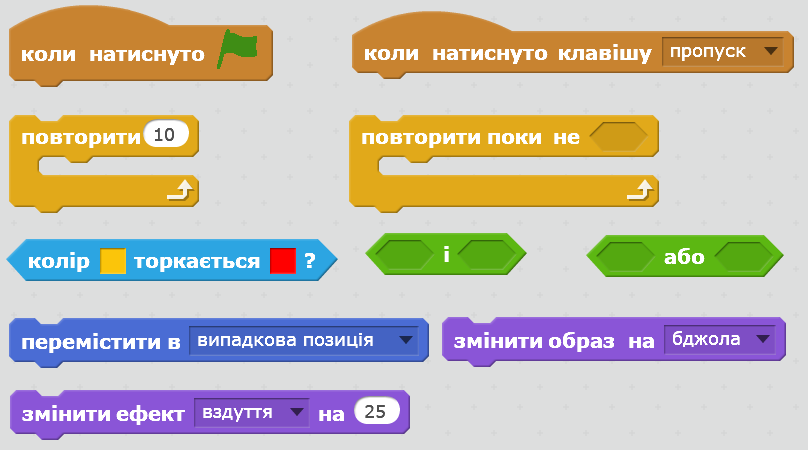 коли натиснуто
коли натиснуто клавішу пропуск
повторити 10
повторити поки не
колір торкається ?
і
або
перемістити в випадкова позиція
змінити образ на бджола
змінити ефект вздуття на 25